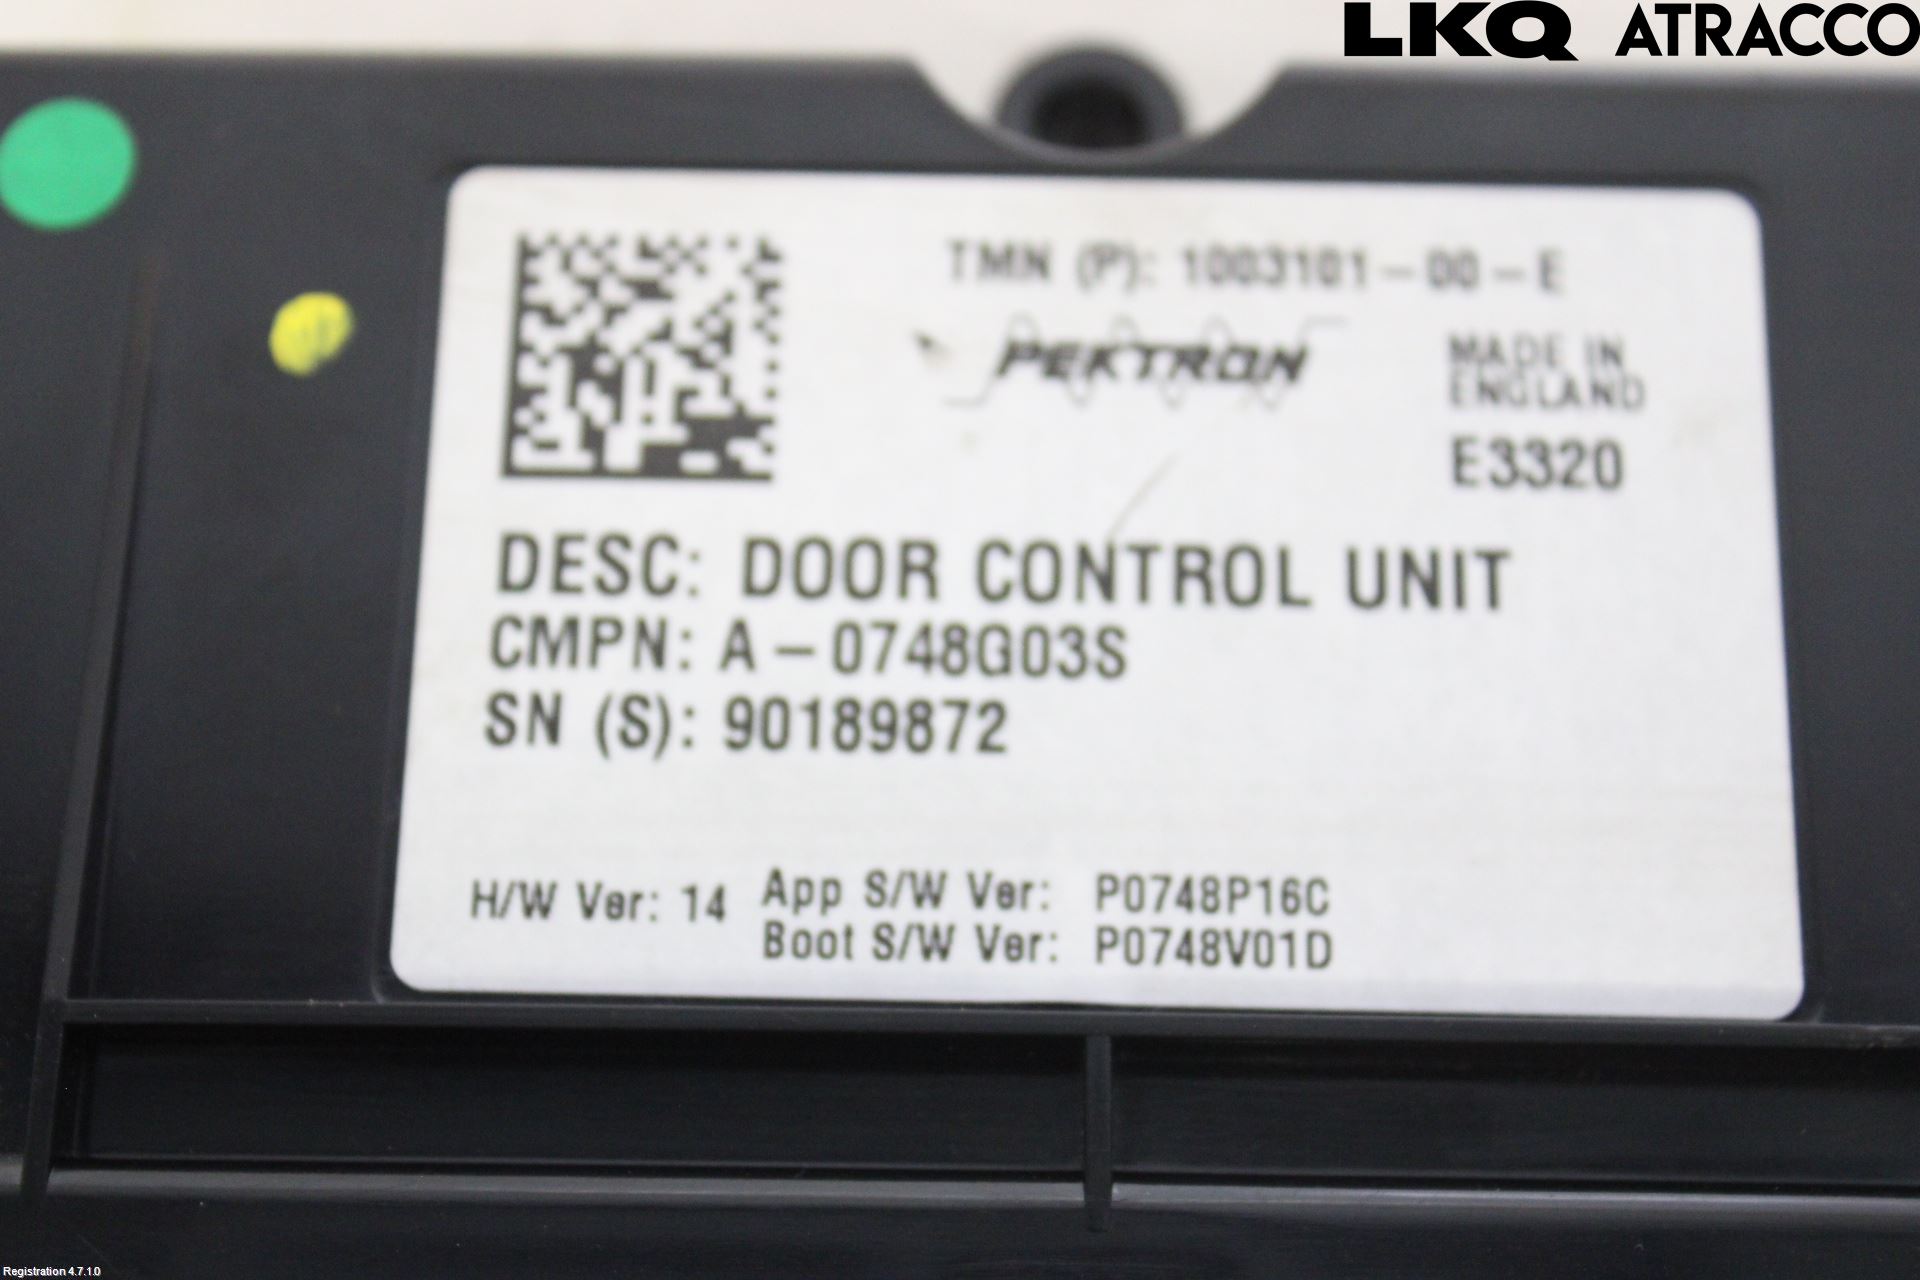 LKQ ATRACCO
TMN (P): 1003101-00-E
PEKTRON
MADE IN
ENGLAND
E3320
DESC: DOOR CONTROL UNIT
CMPN: A-0748G03S
SN (S): 90189872
H/W Ver: 14
App S/W Ver: P0748P16C
Boot S/W Ver: P0748V01D
Registration 4.7.1.0